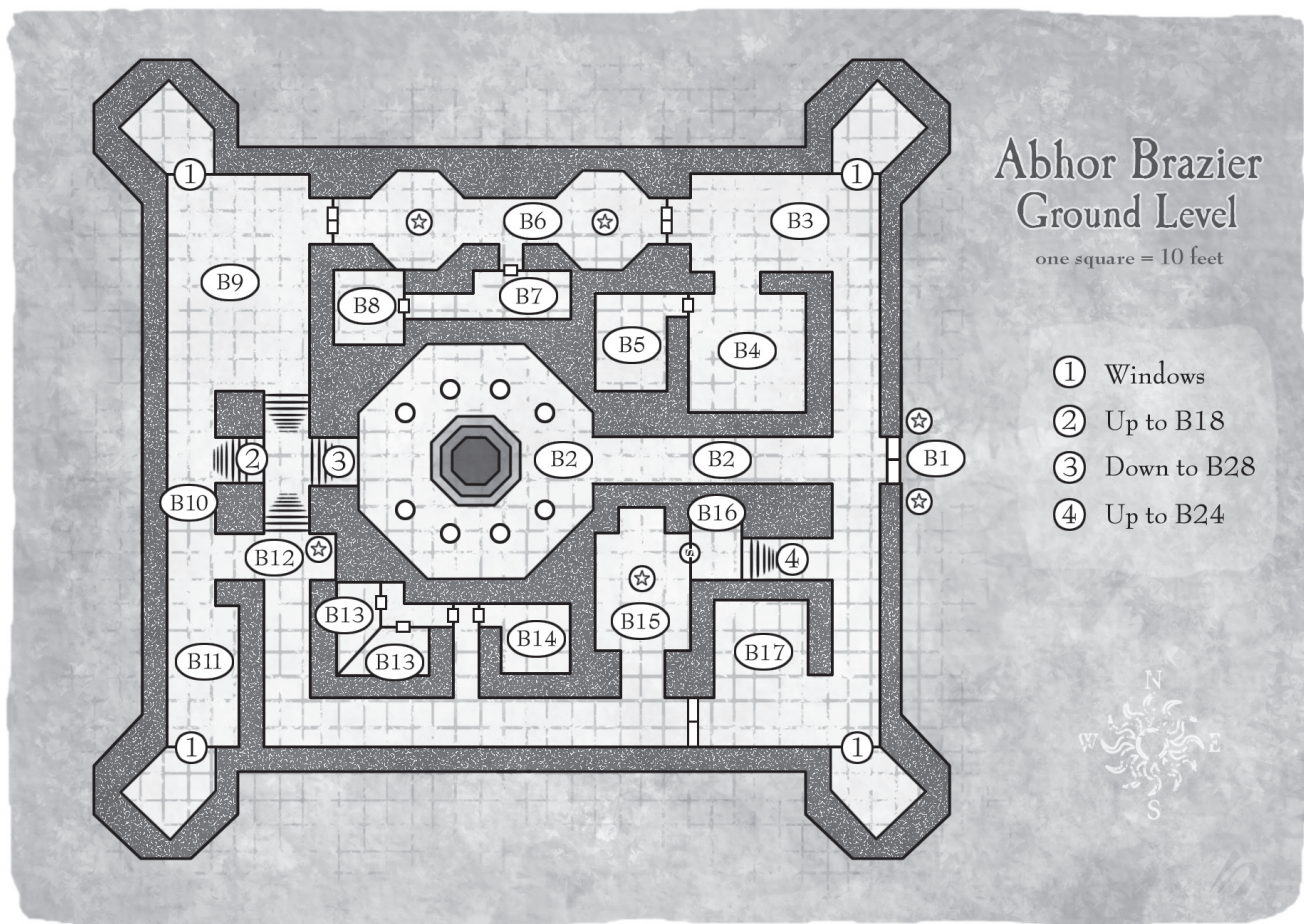 Abhor Brazier
Ground Level
one square = 10 feet
1 Windows
2 Up to B18
3 Down to B28
4 Up to B24
1
1
B6
B3
B9
B8
B7
B5
B4
2
3
B2
B2
B1
B10
B16
B12
4
B13
B15
B14
B11
B13
B17
1
1
N
W
E
S